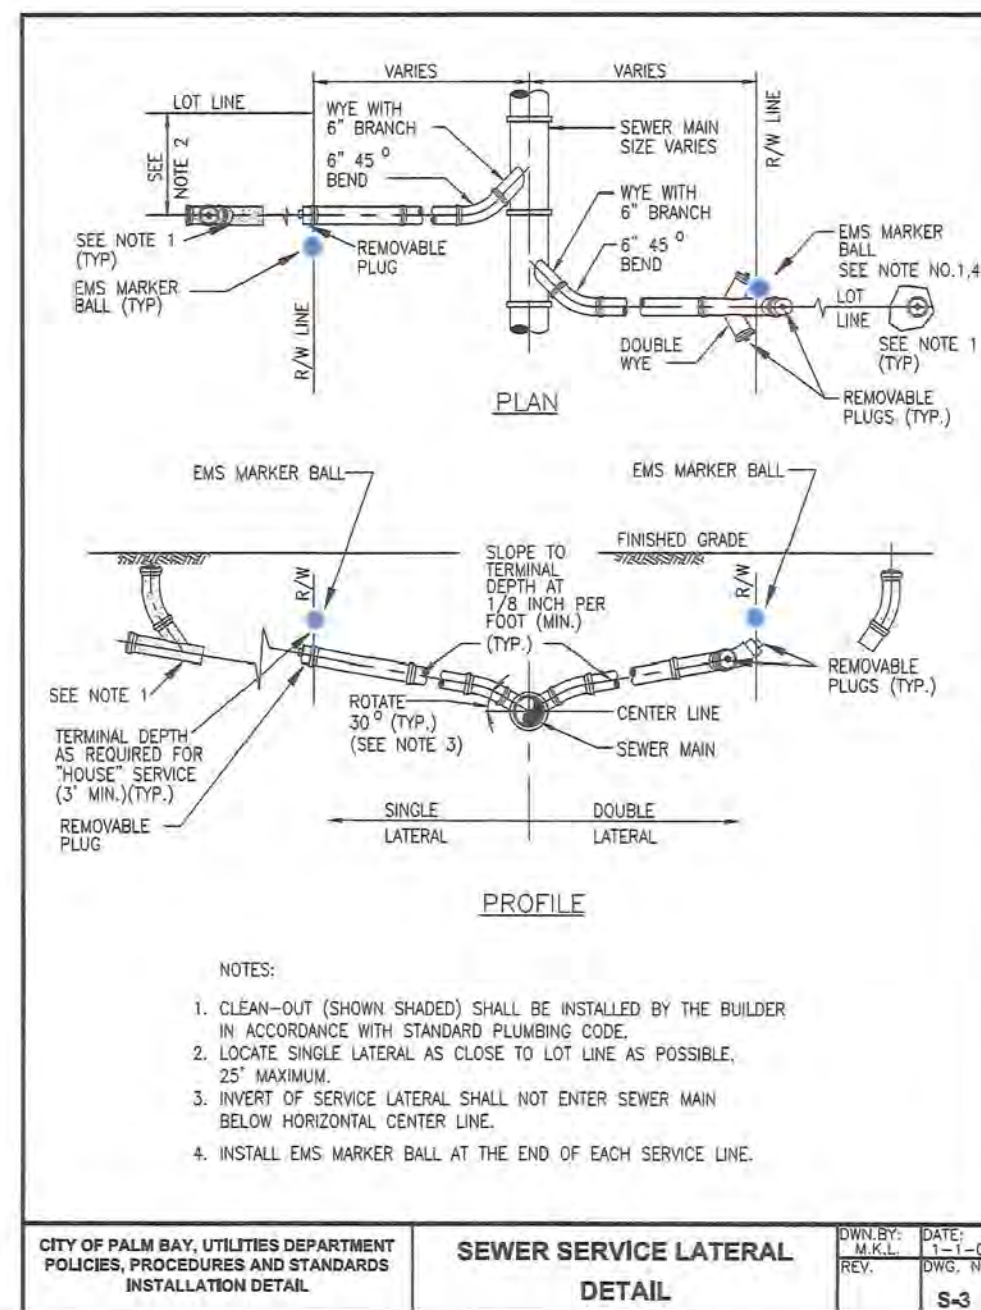 VARIES
VARIES
LOT LINE
SEE
NOTE 2
WYE WITH
6" BRANCH
6" 45°
BEND
SEWER MAIN
SIZE VARIES
R/W LINE
WYE WITH
6" BRANCH
6" 45°
BEND
SEE NOTE 1
(TYP)
REMOVABLE
PLUG
EMS MARKER
BALL (TYP)
R/W LINE
EMS MARKER
BALL
SEE NOTE NO.1,4
LOT
LINE
DOUBLE
WYE
SEE NOTE 1
(TYP)
REMOVABLE
PLUGS (TYP.)
PLAN
EMS MARKER BALL
EMS MARKER BALL
FINISHED GRADE
SLOPE TO
TERMINAL
DEPTH AT
1/8 INCH PER
FOOT (MIN.)
(TYP.)
R/W
R/W
SEE NOTE 1
ROTATE
30° (TYP.)
(SEE NOTE 3)
REMOVABLE
PLUGS (TYP.)
CENTER LINE
SEWER MAIN
TERMINAL DEPTH
AS REQUIRED FOR
"HOUSE" SERVICE
(3' MIN.)(TYP.)
REMOVABLE
PLUG
SINGLE
LATERAL
DOUBLE
LATERAL
PROFILE
NOTES:
1. CLEAN-OUT (SHOWN SHADED) SHALL BE INSTALLED BY THE BUILDER
IN ACCORDANCE WITH STANDARD PLUMBING CODE.
2. LOCATE SINGLE LATERAL AS CLOSE TO LOT LINE AS POSSIBLE.
25' MAXIMUM.
3. INVERT OF SERVICE LATERAL SHALL NOT ENTER SEWER MAIN
BELOW HORIZONTAL CENTER LINE.
4. INSTALL EMS MARKER BALL AT THE END OF EACH SERVICE LINE.
CITY OF PALM BAY, UTILITIES DEPARTMENT
POLICIES, PROCEDURES AND STANDARDS
INSTALLATION DETAIL
SEWER SERVICE LATERAL
DETAIL
DWN.BY:
M.K.L.
REV.
DATE:
1-1-0
DWG. N
S-3